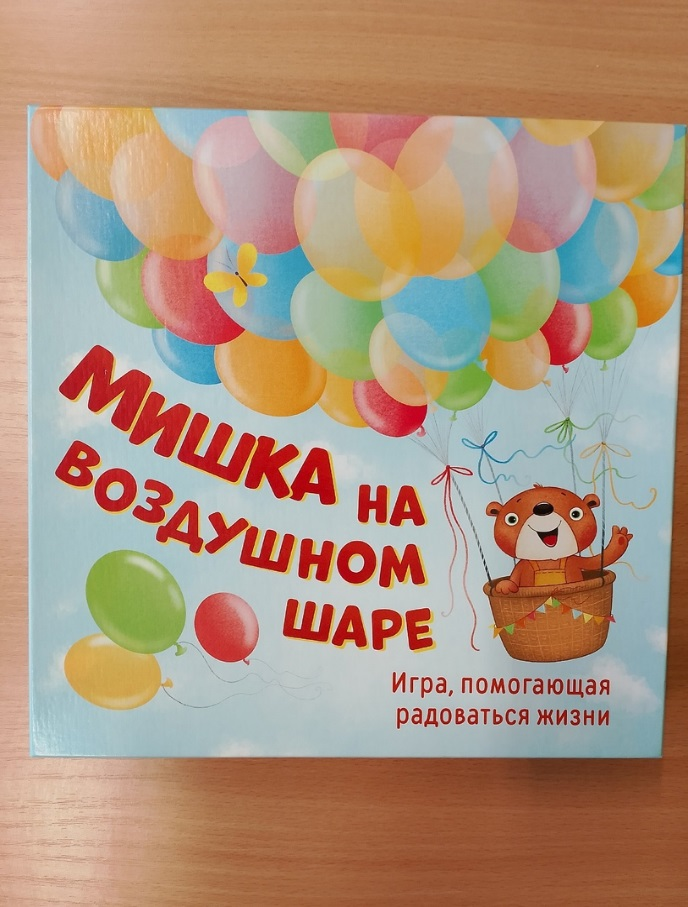 Мишка на
воздушном
шаре
Игра, помогающая
радоваться жизни